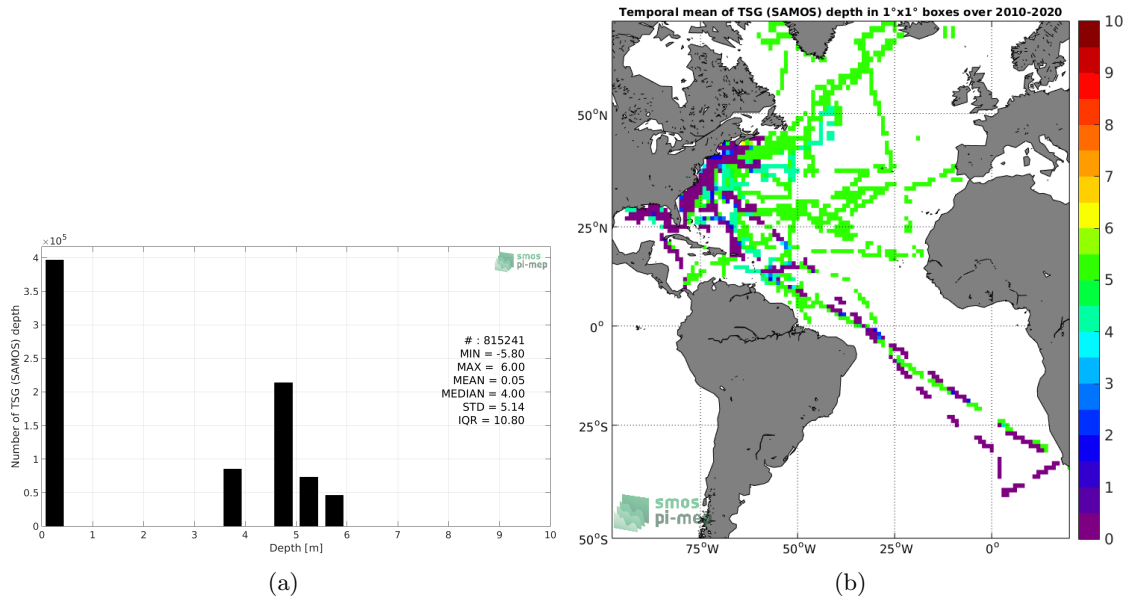 Temporal mean of TSG (SAMOS) depth in 1°x1° boxes over 2010-2020
×10⁵
4
3.5
3
2.5
2
1.5
1
0.5
0
Number of TSG (SAMOS) depth
smos
pi-mep
# : 815241
MIN = -5.80
MAX = 6.00
MEAN = 0.05
MEDIAN = 4.00
STD = 5.14
IQR = 10.80
0 1 2 3 4 5 6 7 8 9 10
Depth [m]
(a)
50°N
25°N
0°
25°S
50°S
smos
pi-mep
75°W 50°W 25°W 0°
10
9
8
7
6
5
4
3
2
1
0
(b)